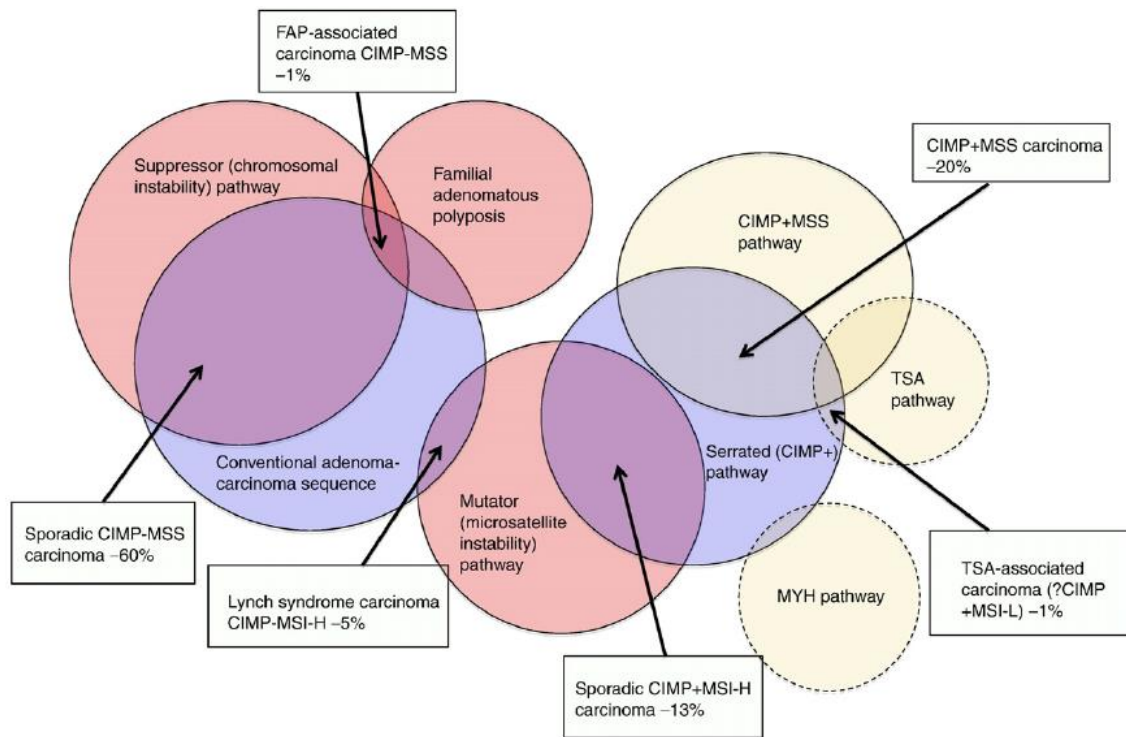 FAP-associated
carcinoma CIMP-MSS
–1%
Suppressor (chromosomal
instability) pathway
Familial
adenomatous
polyposis
CIMP+MSS carcinoma
–20%
CIMP+MSS
pathway
TSA
pathway
Conventional adenoma-
carcinoma sequence
Serrated (CIMP+)
pathway
Mutator
(microsatellite
instability)
pathway
Sporadic CIMP-MSS
carcinoma –60%
Lynch syndrome carcinoma
CIMP-MSI-H –5%
MYH pathway
TSA-associated
carcinoma (?CIMP
+MSI-L) –1%
Sporadic CIMP+MSI-H
carcinoma –13%